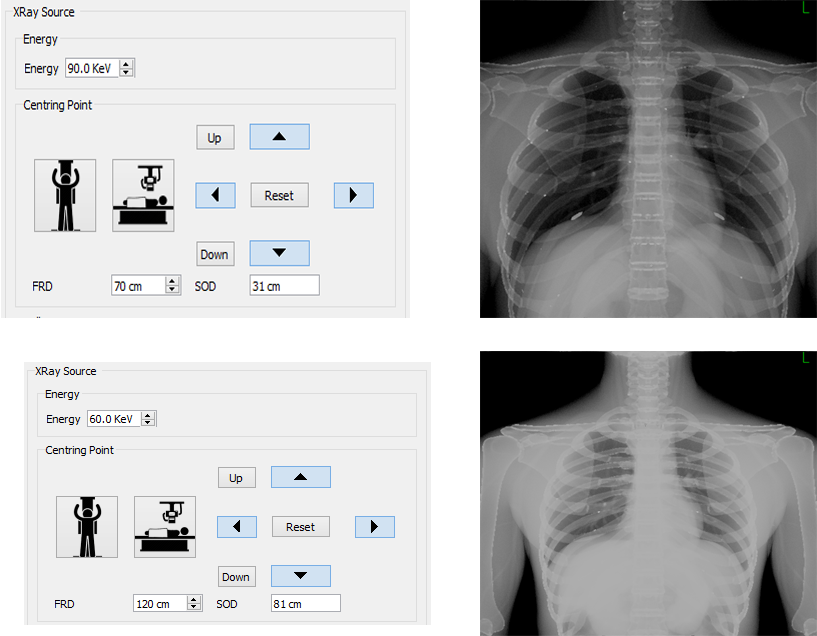 XRay Source
Energy
Energy 90.0 KeV
Centring Point
Up
Reset
Down
FRD 70 cm SOD 31 cm
L
XRay Source
Energy
Energy 60.0 KeV
Centring Point
Up
Reset
Down
FRD 120 cm SOD 81 cm
L